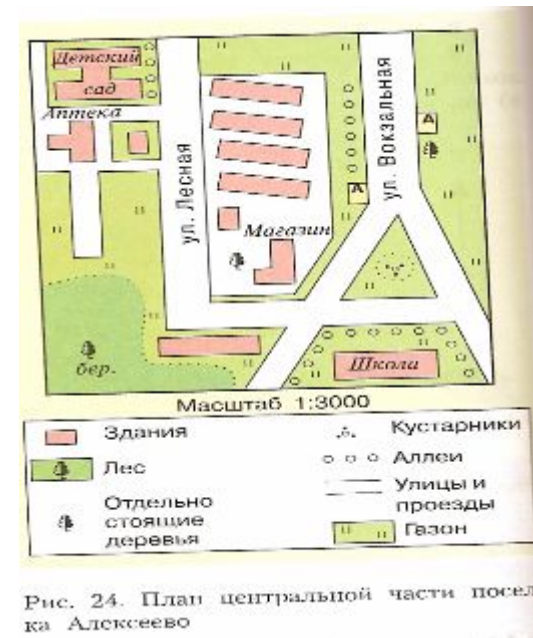 Детский
сад
Аптека
ул. Лесная
ул. Вокзальная
А
А
Магазин
бер.
Школа
Масштаб 1:3000
Здания
Кустарники
Лес
Аллеи
Отдельно
стоящие
деревья
Улицы и
проезды
Газон
Рис. 24. План центральной части посел
ка Алексеево